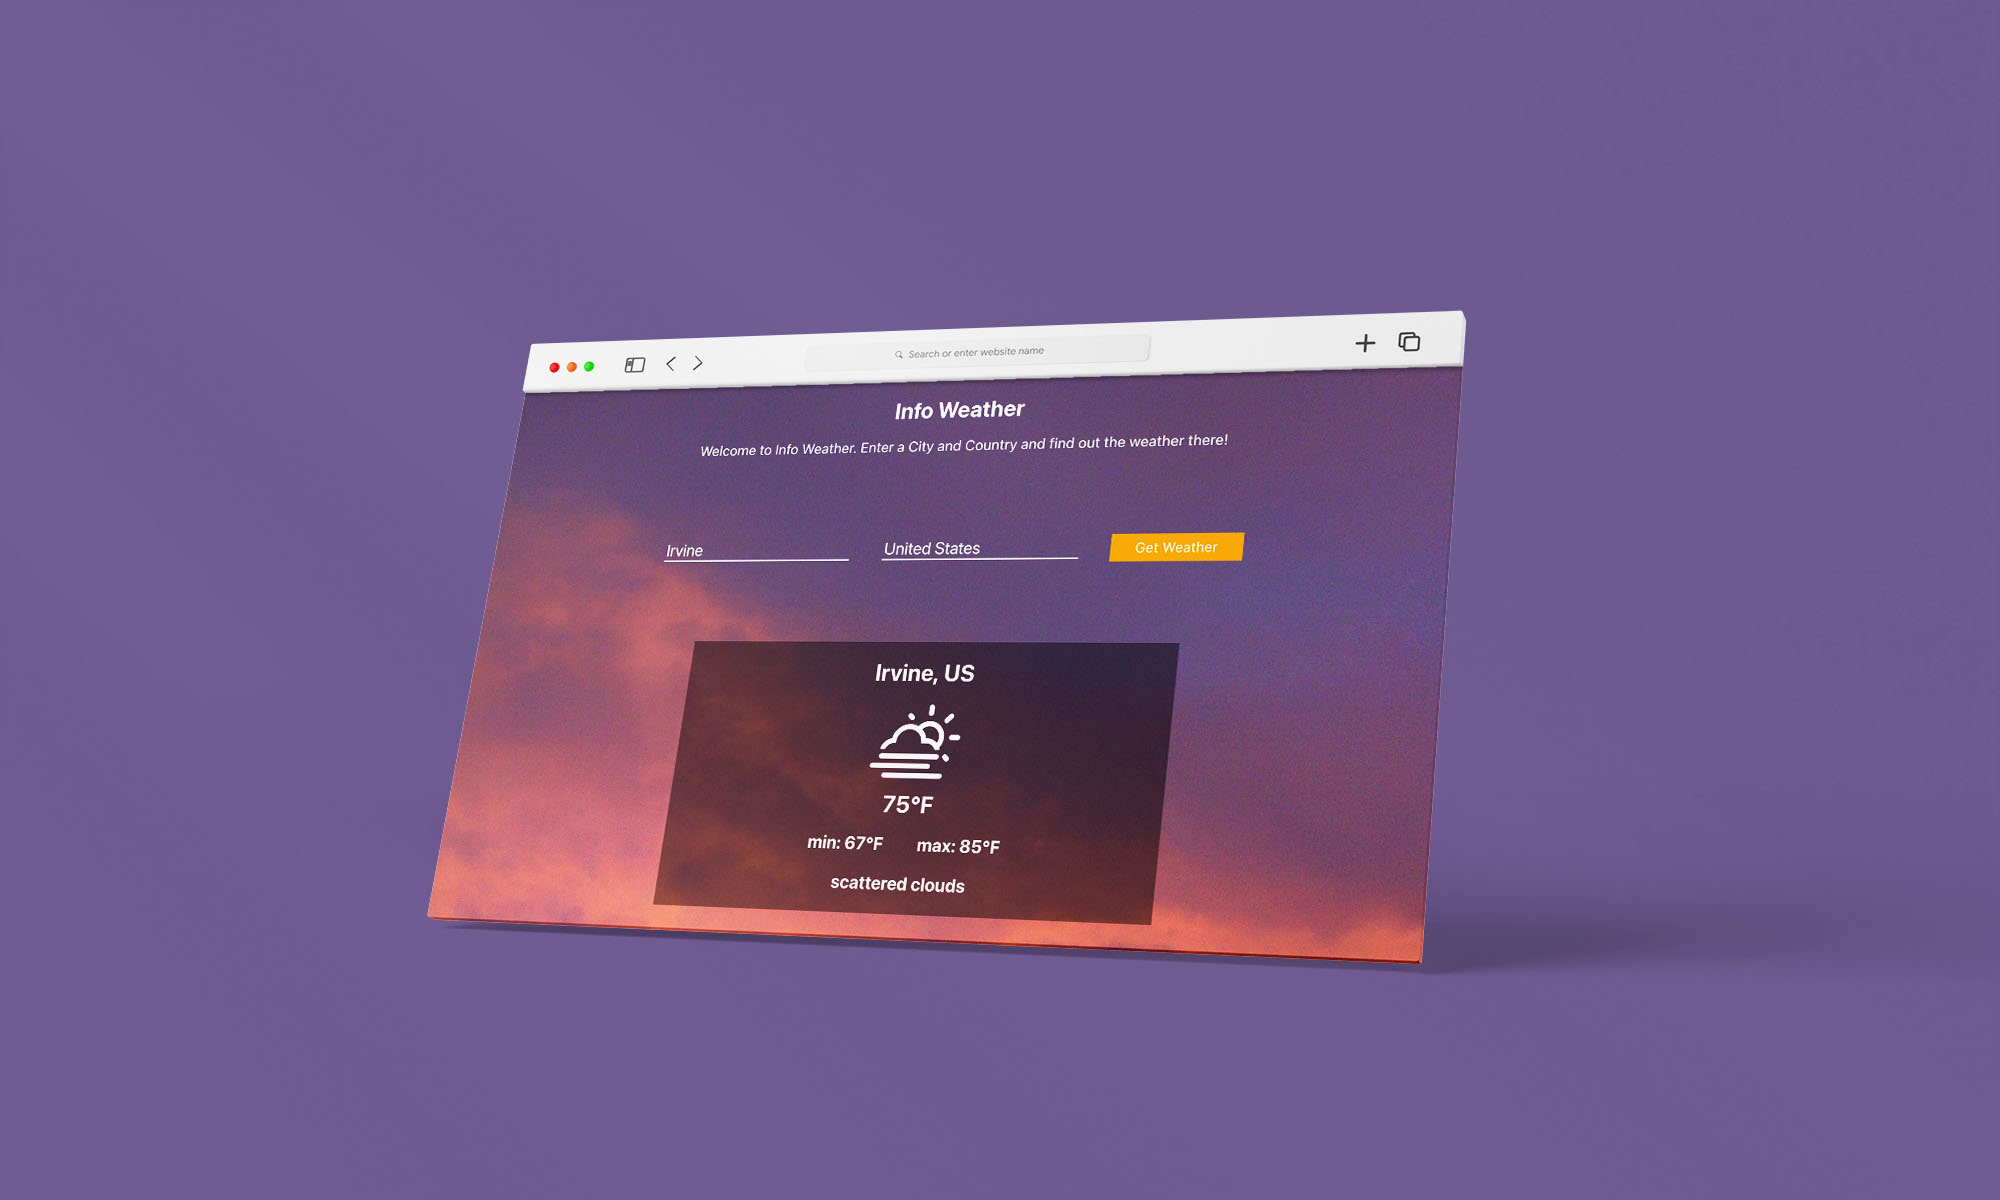 Search or enter website name
Info Weather
Welcome to Info Weather. Enter a City and Country and find out the weather there!
Irvine
United States
Get Weather
Irvine, US
75°F
min: 67°F
max: 85°F
scattered clouds